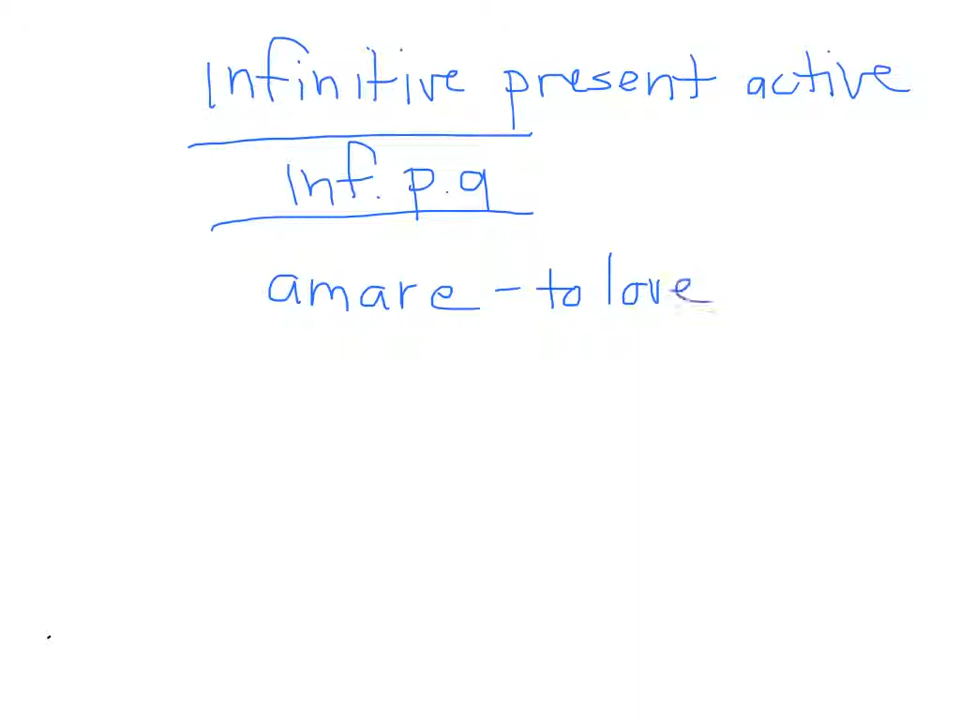 Infinitive present active
Inf. p.a
amare - to love